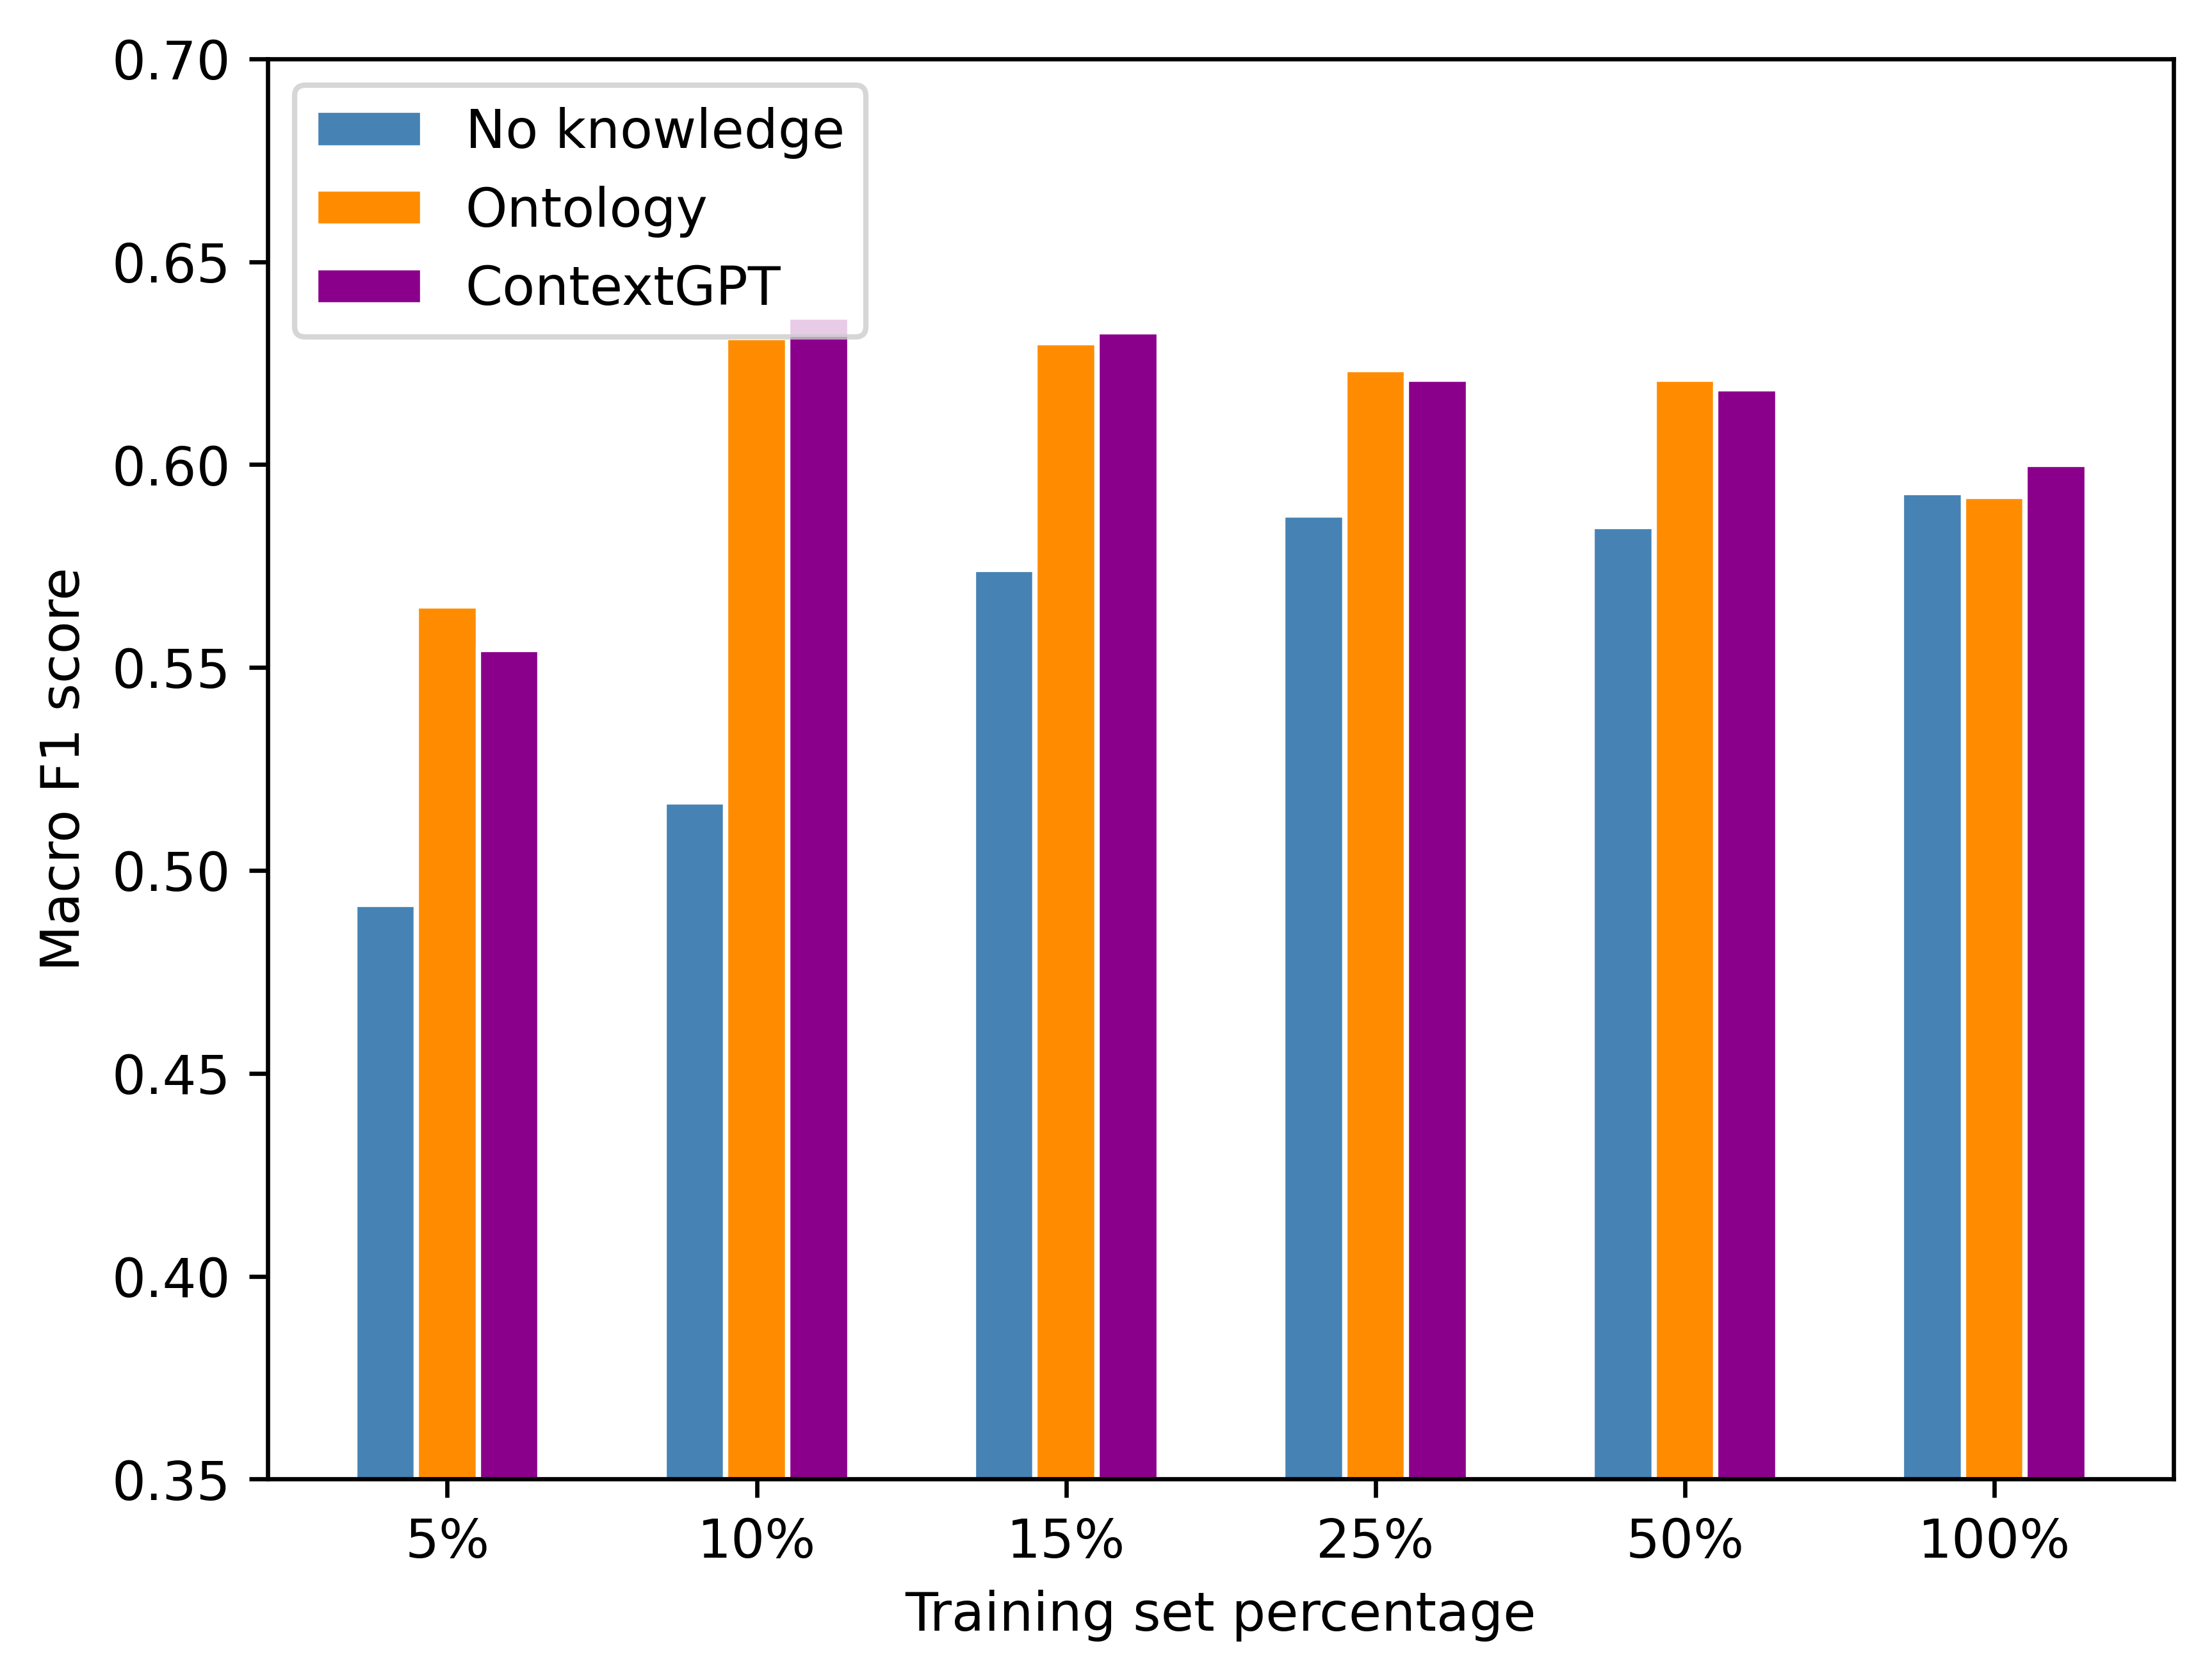 0.70
0.65
0.60
0.55
0.50
0.45
0.40
0.35
Macro F1 score
No knowledge
Ontology
ContextGPT
5% 10% 15% 25% 50% 100%
Training set percentage